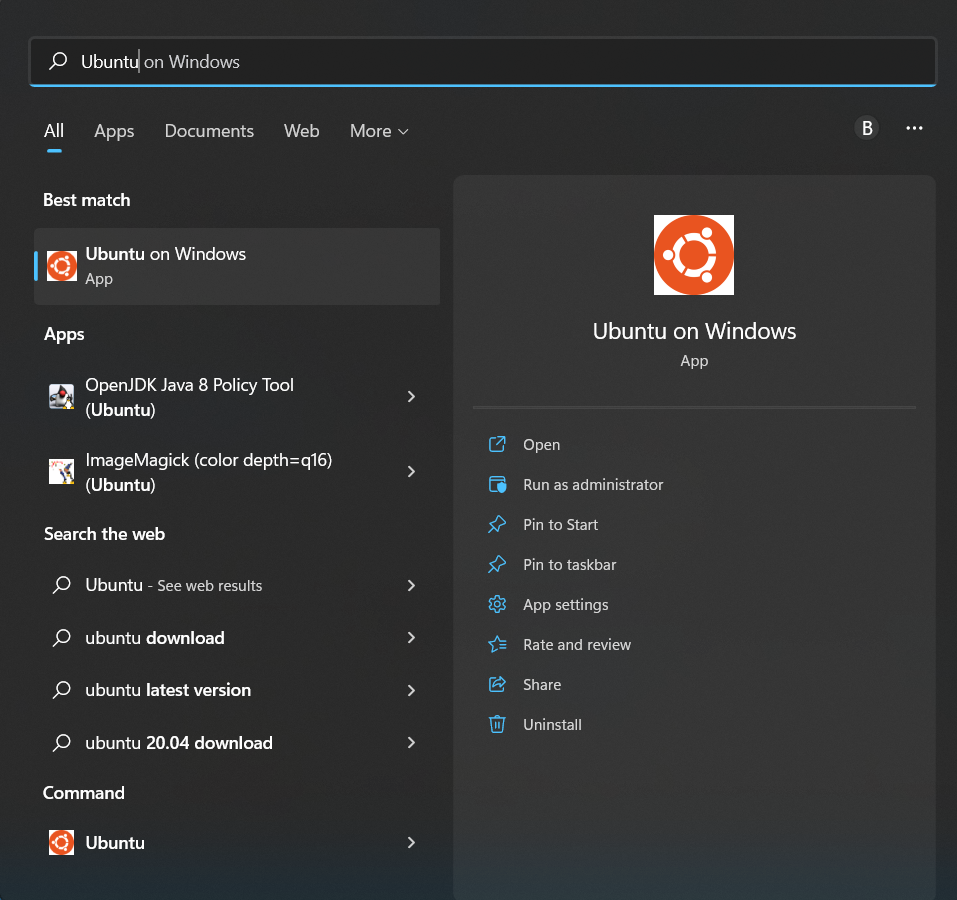 Ubuntu on Windows
All Apps Documents Web More
B
Best match
Ubuntu on Windows
App
Apps
OpenJDK Java 8 Policy Tool
(Ubuntu)
ImageMagick (color depth=q16)
(Ubuntu)
Search the web
Ubuntu - See web results
ubuntu download
ubuntu latest version
ubuntu 20.04 download
Command
Ubuntu
Ubuntu on Windows
App
Open
Run as administrator
Pin to Start
Pin to taskbar
App settings
Rate and review
Share
Uninstall